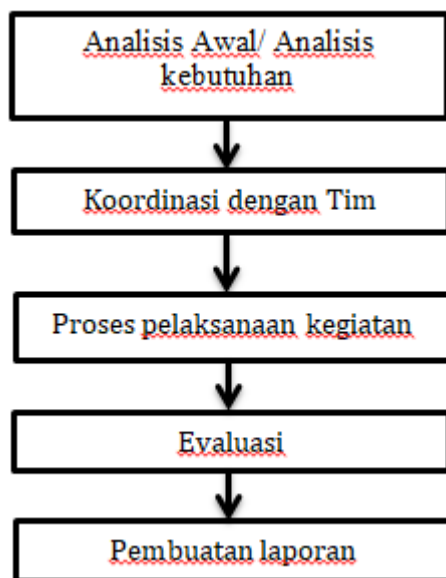 Analisis Awal/ Analisis
kebutuhan
Koordinasi dengan Tim
Proses pelaksanaan kegiatan
Evaluasi
Pembuatan laporan